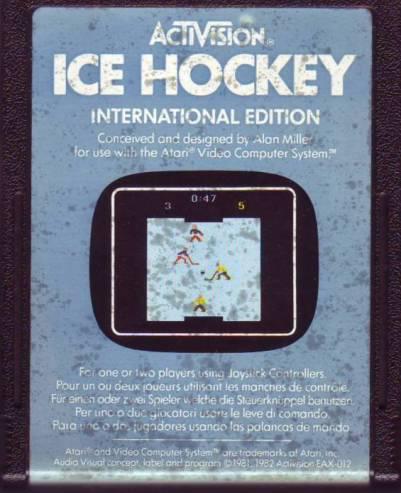 ACTIVISION®
ICE HOCKEY
INTERNATIONAL EDITION
Conceived and designed by Alan Miller
for use with the Atari® Video Computer System.™
0:47
3 5
For one or two players using Joystick Controllers.
Pour un ou deux joueurs utilisant les manches de contrôle.
Für einen oder zwei Spieler welche die Steuerknüppel benutzen.
Per uno o due giocatori usare le leve di comando.
Para uno o dos jugadores usando las palancas de mando.
Atari® and Video Computer System™ are trademarks of Atari, Inc.
Audio Visual concept, label and program ©1981, 1982 Activision EAX-012